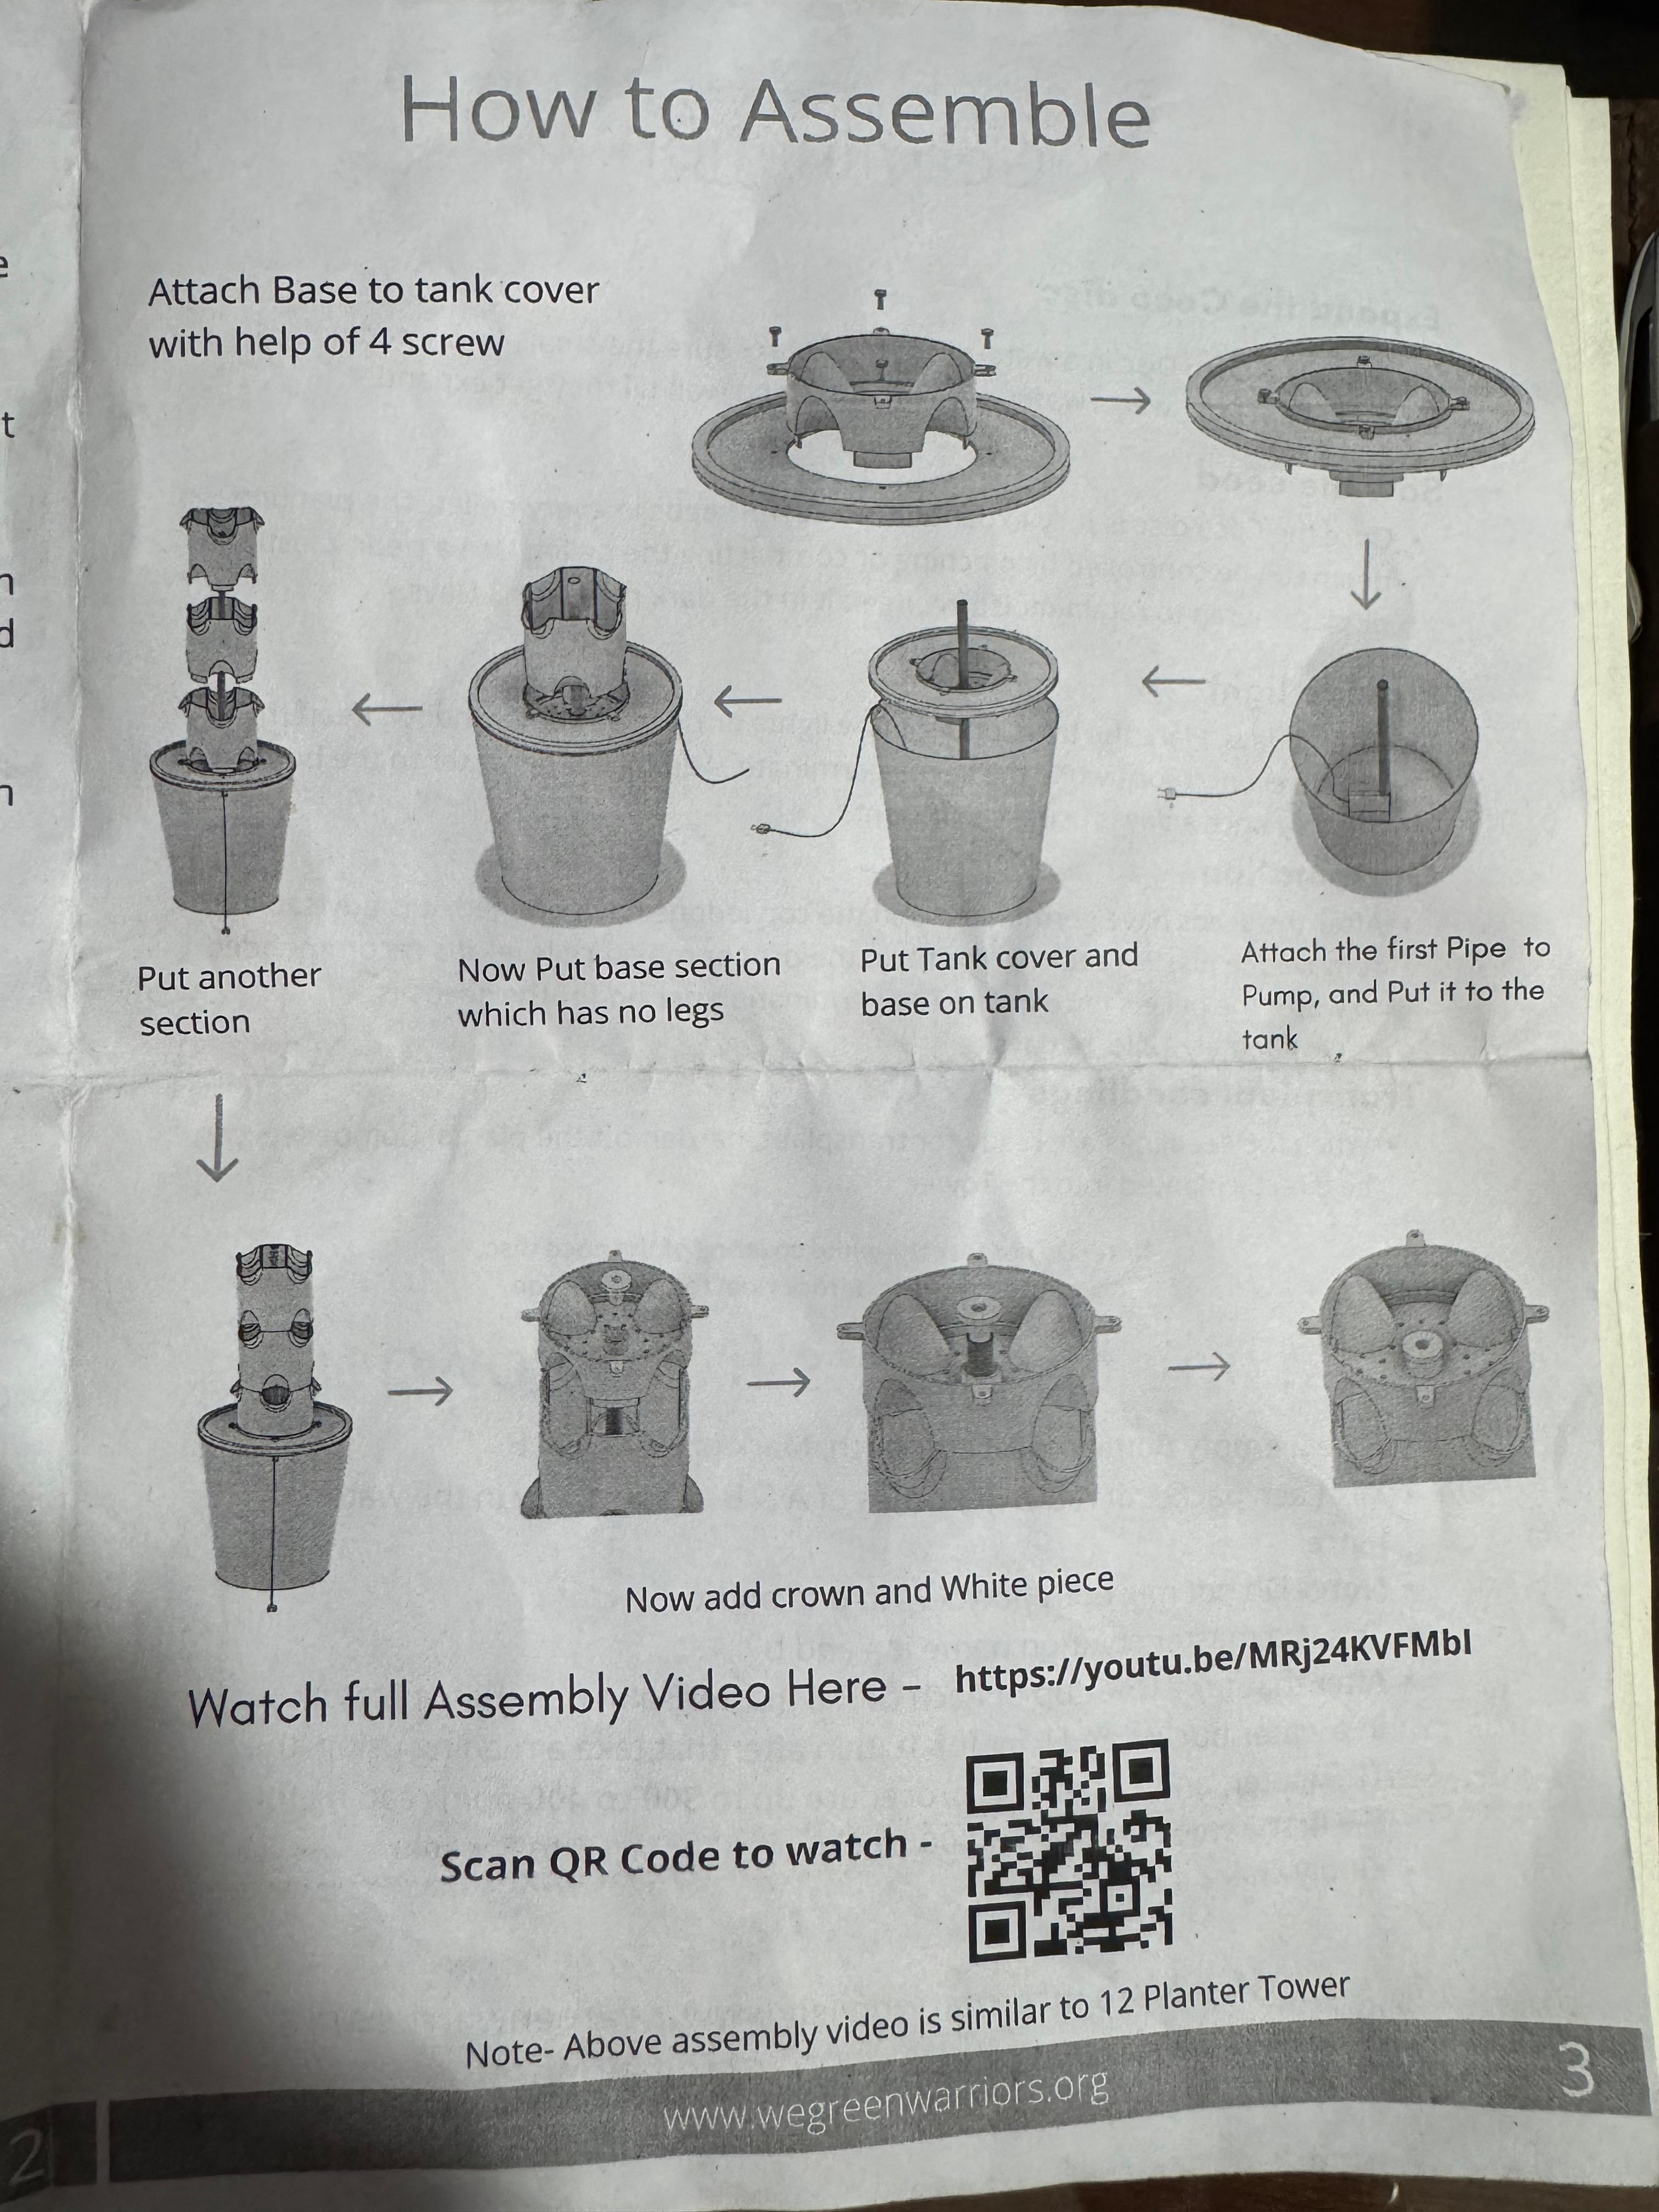 How to Assemble
Attach Base to tank cover
with help of 4 screw
Attach the first Pipe to
Pump, and Put it to the
tank
Put Tank cover and
base on tank
Now Put base section
which has no legs
Put another
section
Now add crown and White piece
Watch full Assembly Video Here – https://youtu.be/MRj24KVFMbI
Scan QR Code to watch -
Note- Above assembly video is similar to 12 Planter Tower
www.wegreenwarriors.org
3
2